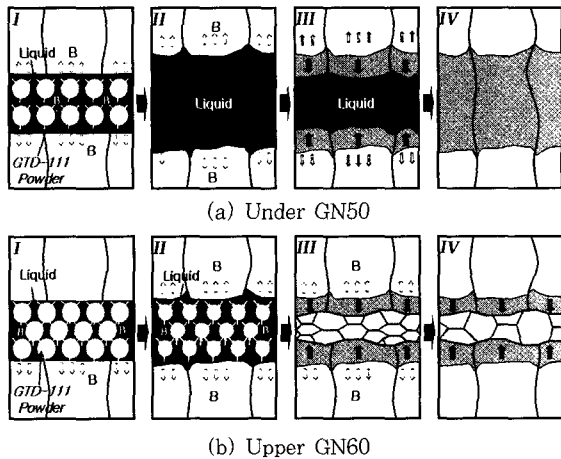 I II III IV
Liquid B B
Liquid Liquid
GTD-111 Powder B B
(a) Under GN50
I II III IV
Liquid B Liquid B B
GTD-111 Powder B B B
(b) Upper GN60